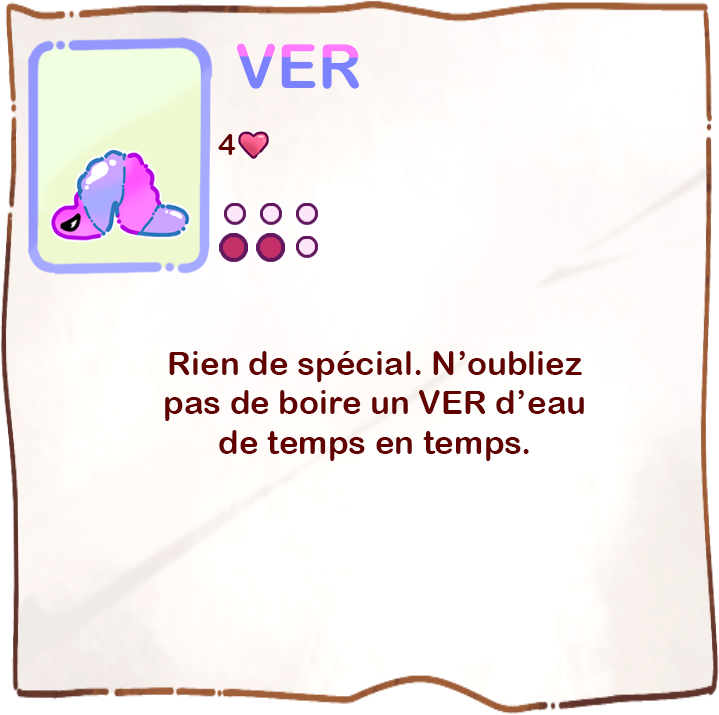 VER
4
Rien de spécial. N’oubliez
pas de boire un VER d’eau
de temps en temps.